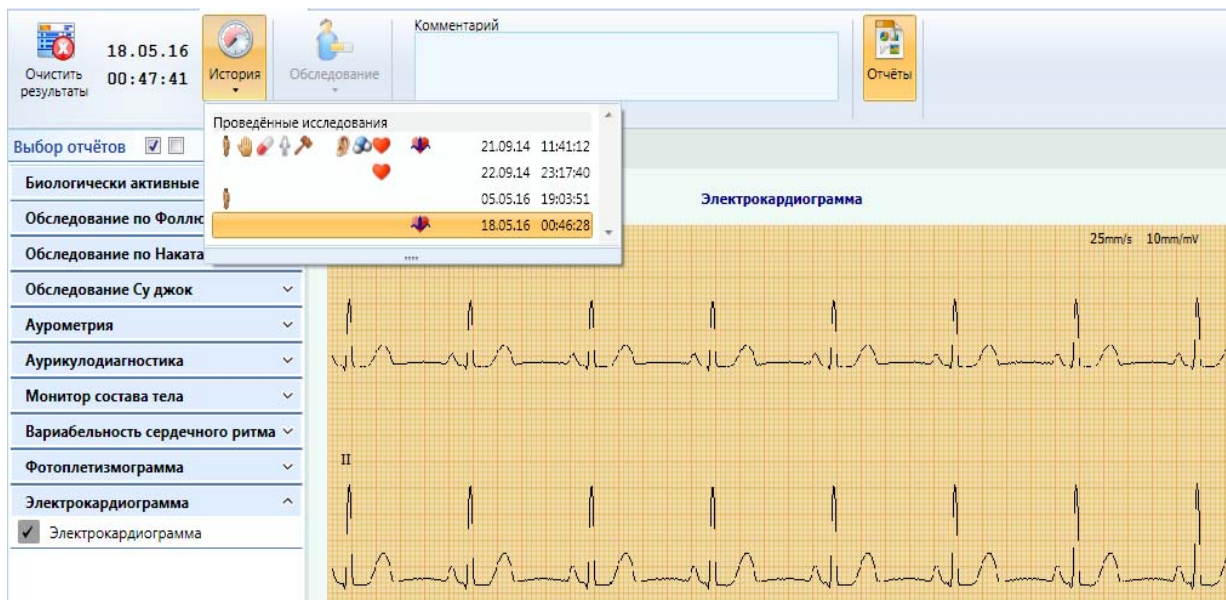 Комментарий
18.05.16
00:47:41
Очистить
результаты
История
Обследование
Отчёты
Проведённые исследования
21.09.14 11:41:12
22.09.14 23:17:40
05.05.16 19:03:51
18.05.16 00:46:28
Выбор отчётов
Биологически активные
Обследование по Фоллю
Обследование по Наката
Обследование Су джок
Аурометрия
Аурикулодиагностика
Монитор состава тела
Вариабельность сердечного ритма
Фотоплетизмограмма
Электрокардиограмма
Электрокардиограмма
Электрокардиограмма
25mm/s 10mm/mV
II